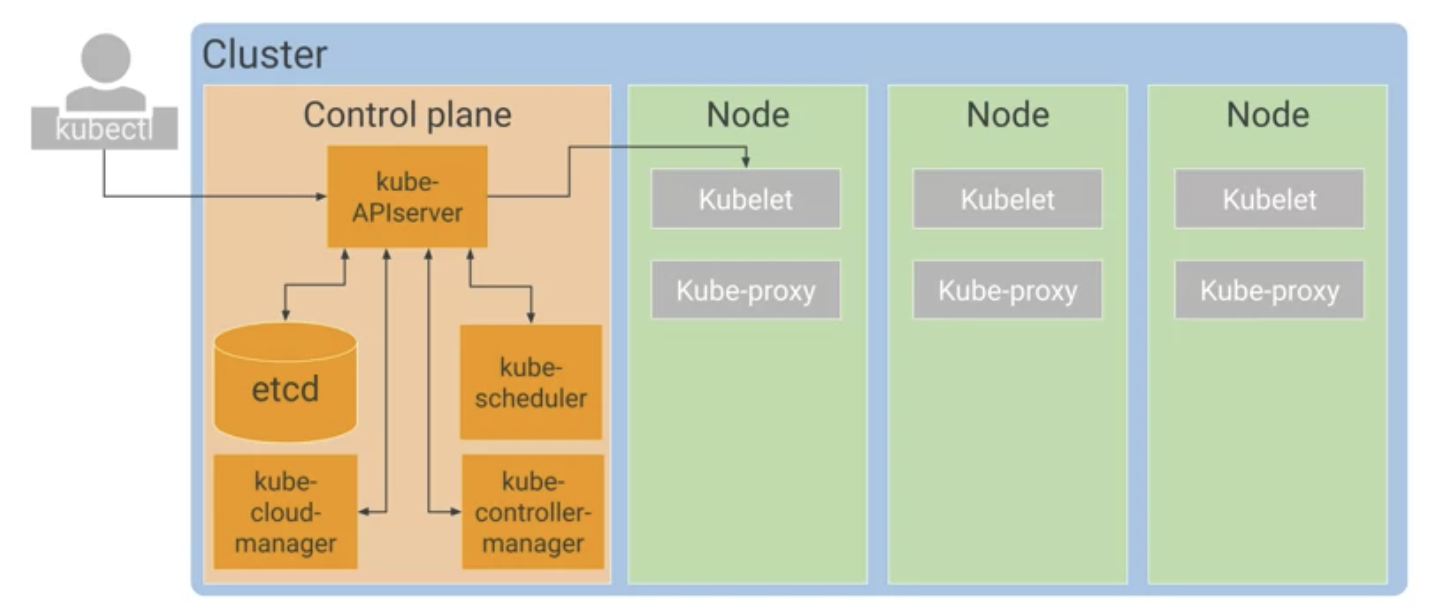 kubectl
Cluster
Control plane
kube-
APIserver
etcd
kube-
scheduler
kube-
cloud-
manager
kube-
controller-
manager
Node
Kubelet
Kube-proxy
Node
Kubelet
Kube-proxy
Node
Kubelet
Kube-proxy